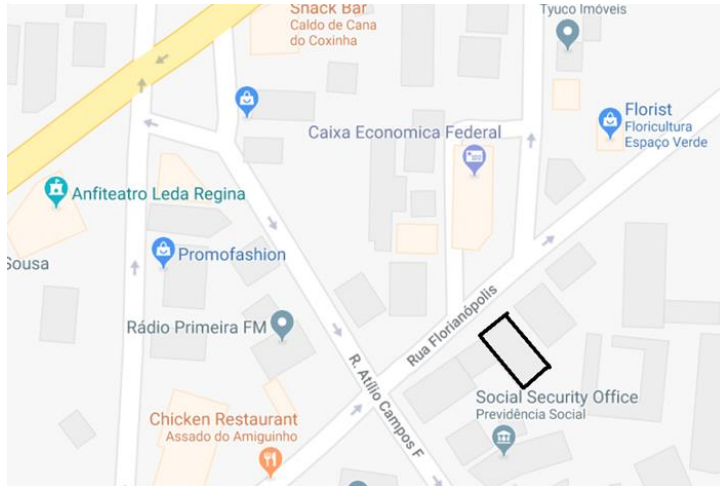 Snack Bar
Caldo de Cana
do Coxinha
Tyuco Imóveis
Caixa Economica Federal
Florist
Floricultura
Espaço Verde
Anfiteatro Leda Regina
Sousa
Promofashion
Rua Florianópolis
Rádio Primeira FM
R. Atílio Campos F
Social Security Office
Previdência Social
Chicken Restaurant
Assado do Amiguinho